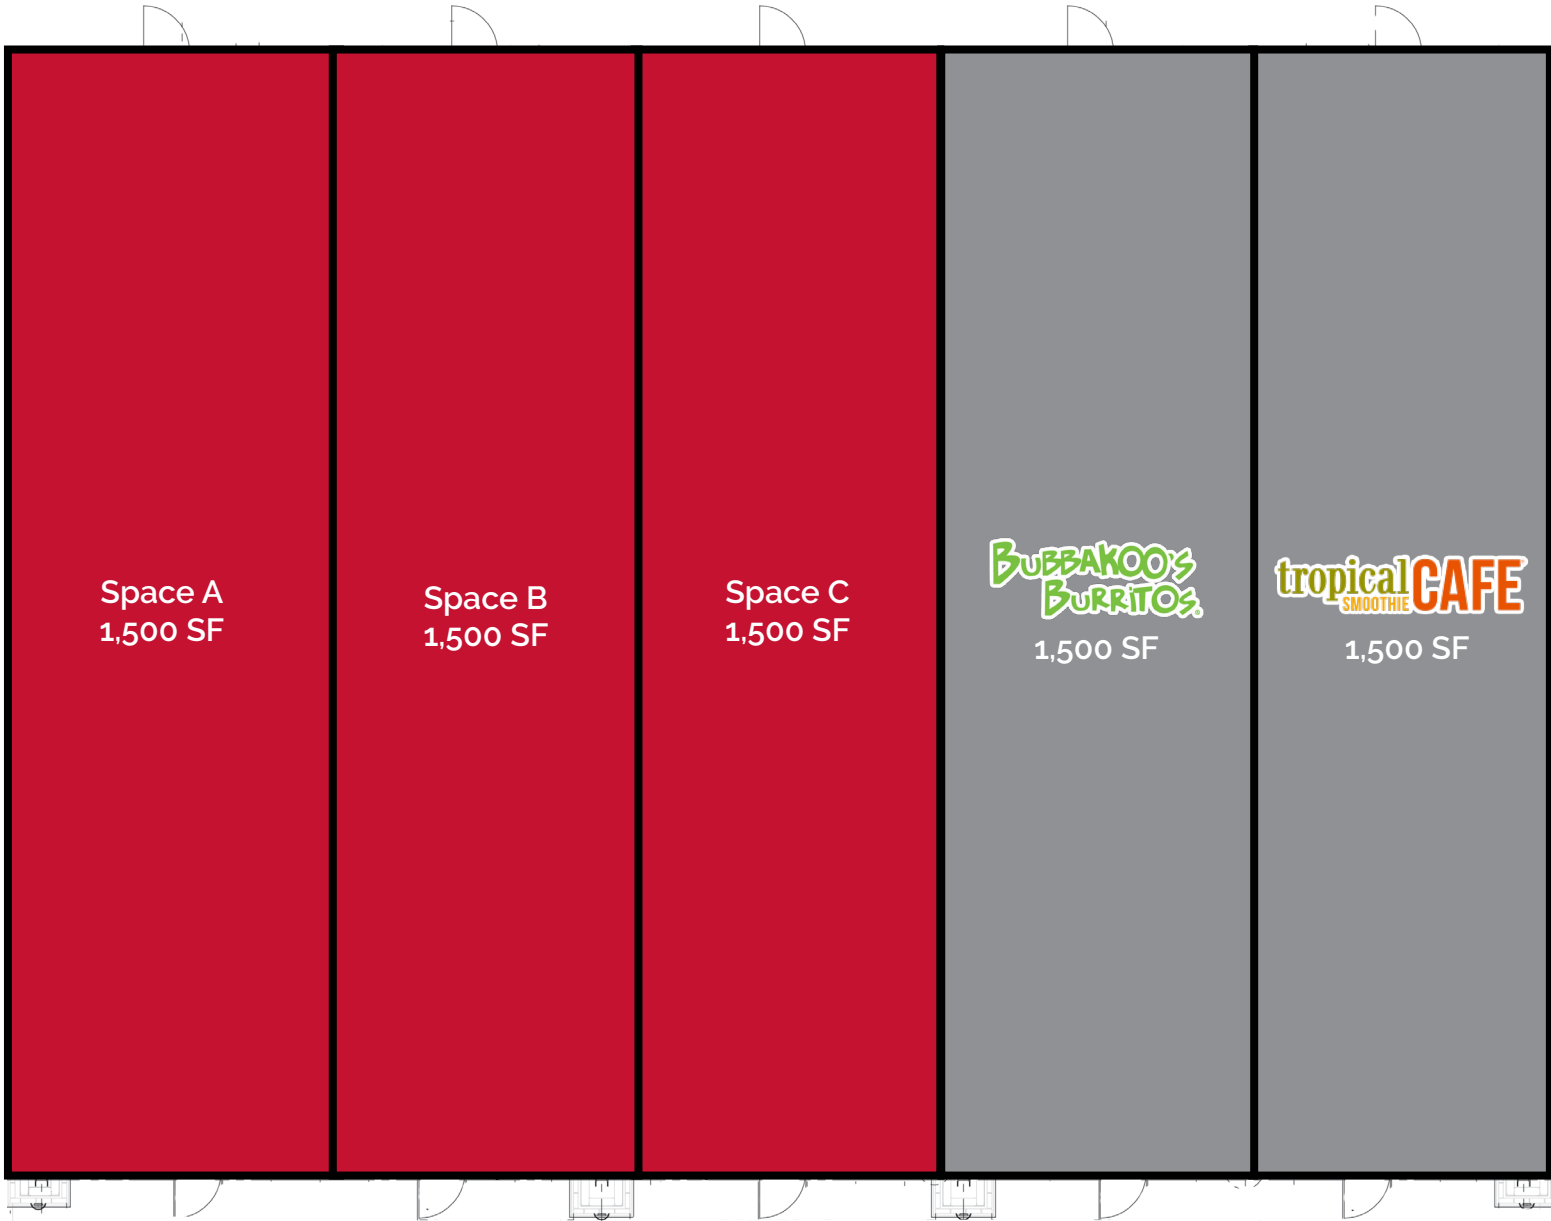 Space A
1,500 SF
Space B
1,500 SF
Space C
1,500 SF
BUBBAKOO'S
BURRITOS
1,500 SF
tropical
SMOOTHIE
CAFE
1,500 SF